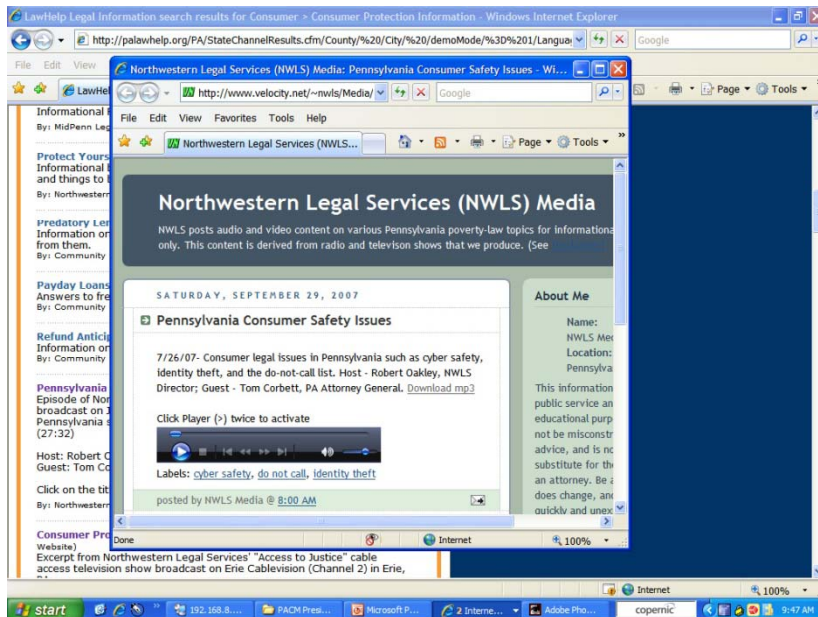 LawHelp Legal Information search results for Consumer > Consumer Protection Information - Windows Internet Explorer
http://palawhelp.org/PA/StateChannelResults.cfm/County/%20/City/%20/demoMode/%3D%201/Langua
Google
File Edit View
Page Tools
LawHel
Informational
By: MidPenn Leg
Protect Yours
Informational
and things to
By: Northwestern
Predatory Len
Information on
from them.
By: Community
Payday Loans
Answers to fre
By: Community
Refund Anticip
Information on
By: Community
Pennsylvania
Episode of Nor
broadcast on
Pennsylvania s
(27:32)
Host: Robert O
Guest: Tom Co
Click on the tit
By: Northwestern
Consumer Pro
Website)
Excerpt from Northwestern Legal Services' "Access to Justice" cable
access television show broadcast on Erie Cablevision (Channel 2) in Erie,
Northwestern Legal Services (NWLS) Media: Pennsylvania Consumer Safety Issues - Wi...
http://www.velocity.net/~nwls/Media/
Google
File Edit View Favorites Tools Help
Northwestern Legal Services (NWLS...
Page Tools »
Northwestern Legal Services (NWLS) Media
NWLS posts audio and video content on various Pennsylvania poverty-law topics for informationa
only. This content is derived from radio and televison shows that we produce. (See
SATURDAY, SEPTEMBER 29, 2007
Pennsylvania Consumer Safety Issues
7/26/07- Consumer legal issues in Pennsylvania such as cyber safety,
identity theft, and the do-not-call list. Host - Robert Oakley, NWLS
Director; Guest - Tom Corbett, PA Attorney General. Download mp3
Click Player (>) twice to activate
Labels: cyber safety, do not call, identity theft
posted by NWLS Media @ 8:00 AM
About Me
Name:
NWLS Med
Location:
Pennsylva
This information
public service an
educational purp
not be misconstr
advice, and is no
substitute for the
an attorney. Be a
does change, and
quickly and unex
Done
Internet
100%
Internet
100%
start
192.168.8....
PACM Presi...
Microsoft P...
2 Interne...
Adobe Pho...
copernic
9:47 AM